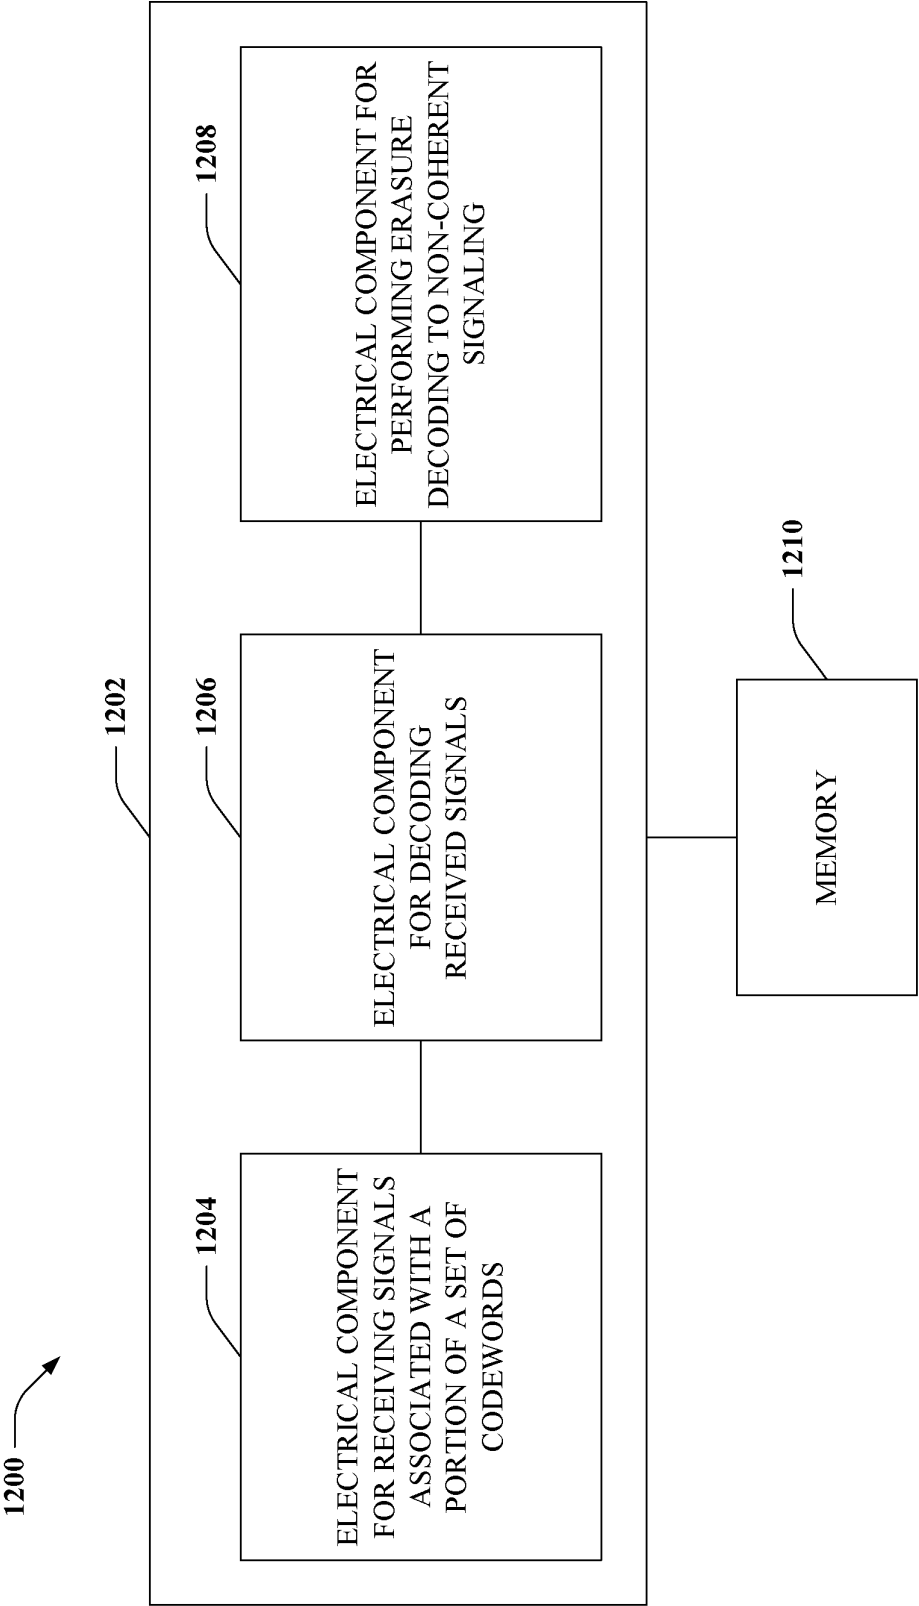 1200
1202
1204
ELECTRICAL COMPONENT
FOR RECEIVING SIGNALS
ASSOCIATED WITH A
PORTION OF A SET OF
CODEWORDS
1206
ELECTRICAL COMPONENT
FOR DECODING
RECEIVED SIGNALS
1208
ELECTRICAL COMPONENT FOR
PERFORMING ERASURE
DECODING TO NON-COHERENT
SIGNALING
1210
MEMORY